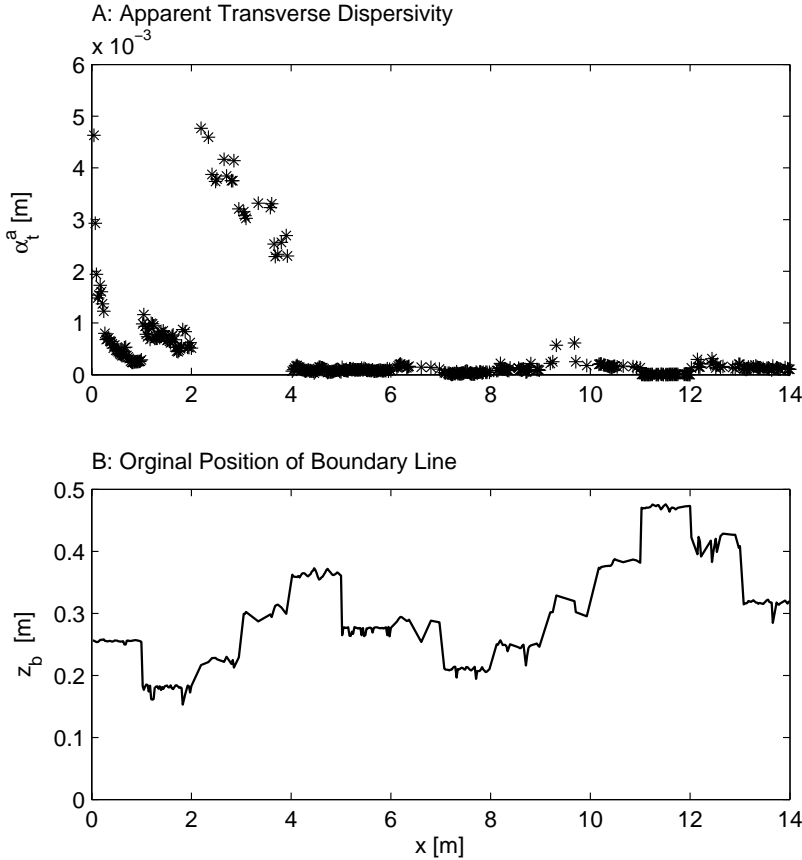 A: Apparent Transverse Dispersivity
x 10⁻³
6
5
4
3
2
1
0
α_t^a [m]
0 2 4 6 8 10 12 14
B: Orginal Position of Boundary Line
0.5
0.4
0.3
0.2
0.1
0
z_b [m]
0 2 4 6 8 10 12 14
x [m]